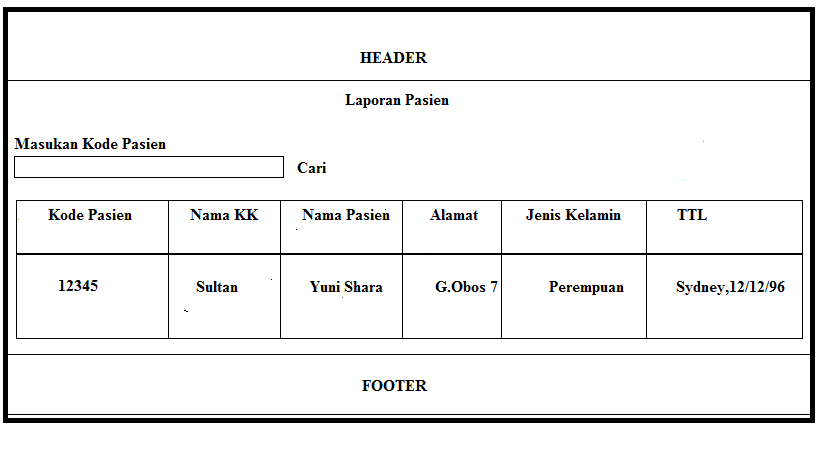 HEADER
Laporan Pasien
Masukan Kode Pasien
Cari
Kode Pasien Nama KK Nama Pasien Alamat Jenis Kelamin TTL
12345 Sultan Yuni Shara G.Obos 7 Perempuan Sydney,12/12/96
FOOTER